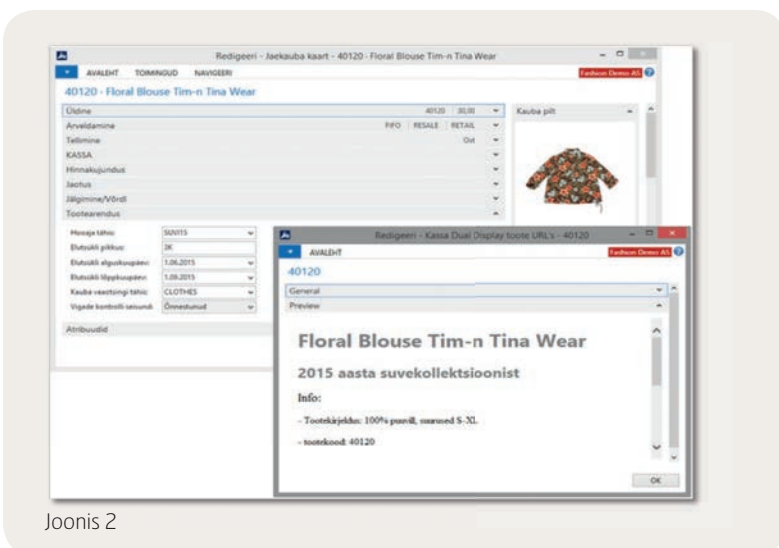 Redigeeri - Jaekauba kaart - 40120 · Floral Blouse Tim-n Tina Wear
AVALEHT TOIMINGUD NAVIGEERI
Fashion Demo AS
40120 · Floral Blouse Tim-n Tina Wear
Üldine 40120 30,00
Arveldamine FIFO RESALE RETAIL
Tellimine Ost
KASSA
Hinnakujundus
Jaotus
Jälgimine/Võrdl
Tootearendus
Hooaja tähis: SUVI15
Elutsükli pikkus: 3K
Elutsükli alguskuupäev: 1.06.2015
Elutsükli lõppkuupäev: 1.09.2015
Kauba veaotsingi tähis: CLOTHES
Vigade kontrolli seisund: Õnnestunud
Atribuudid
Kauba pilt
Redigeeri - Kassa Dual Display toote URL's - 40120
AVALEHT
Fashion Demo AS
40120
General
Preview
Floral Blouse Tim-n Tina Wear
2015 aasta suvekollektsioonist
Info:
- Tootekirjeldus: 100% puuvill, suurused S-XL
- tootekood: 40120
OK
Joonis 2